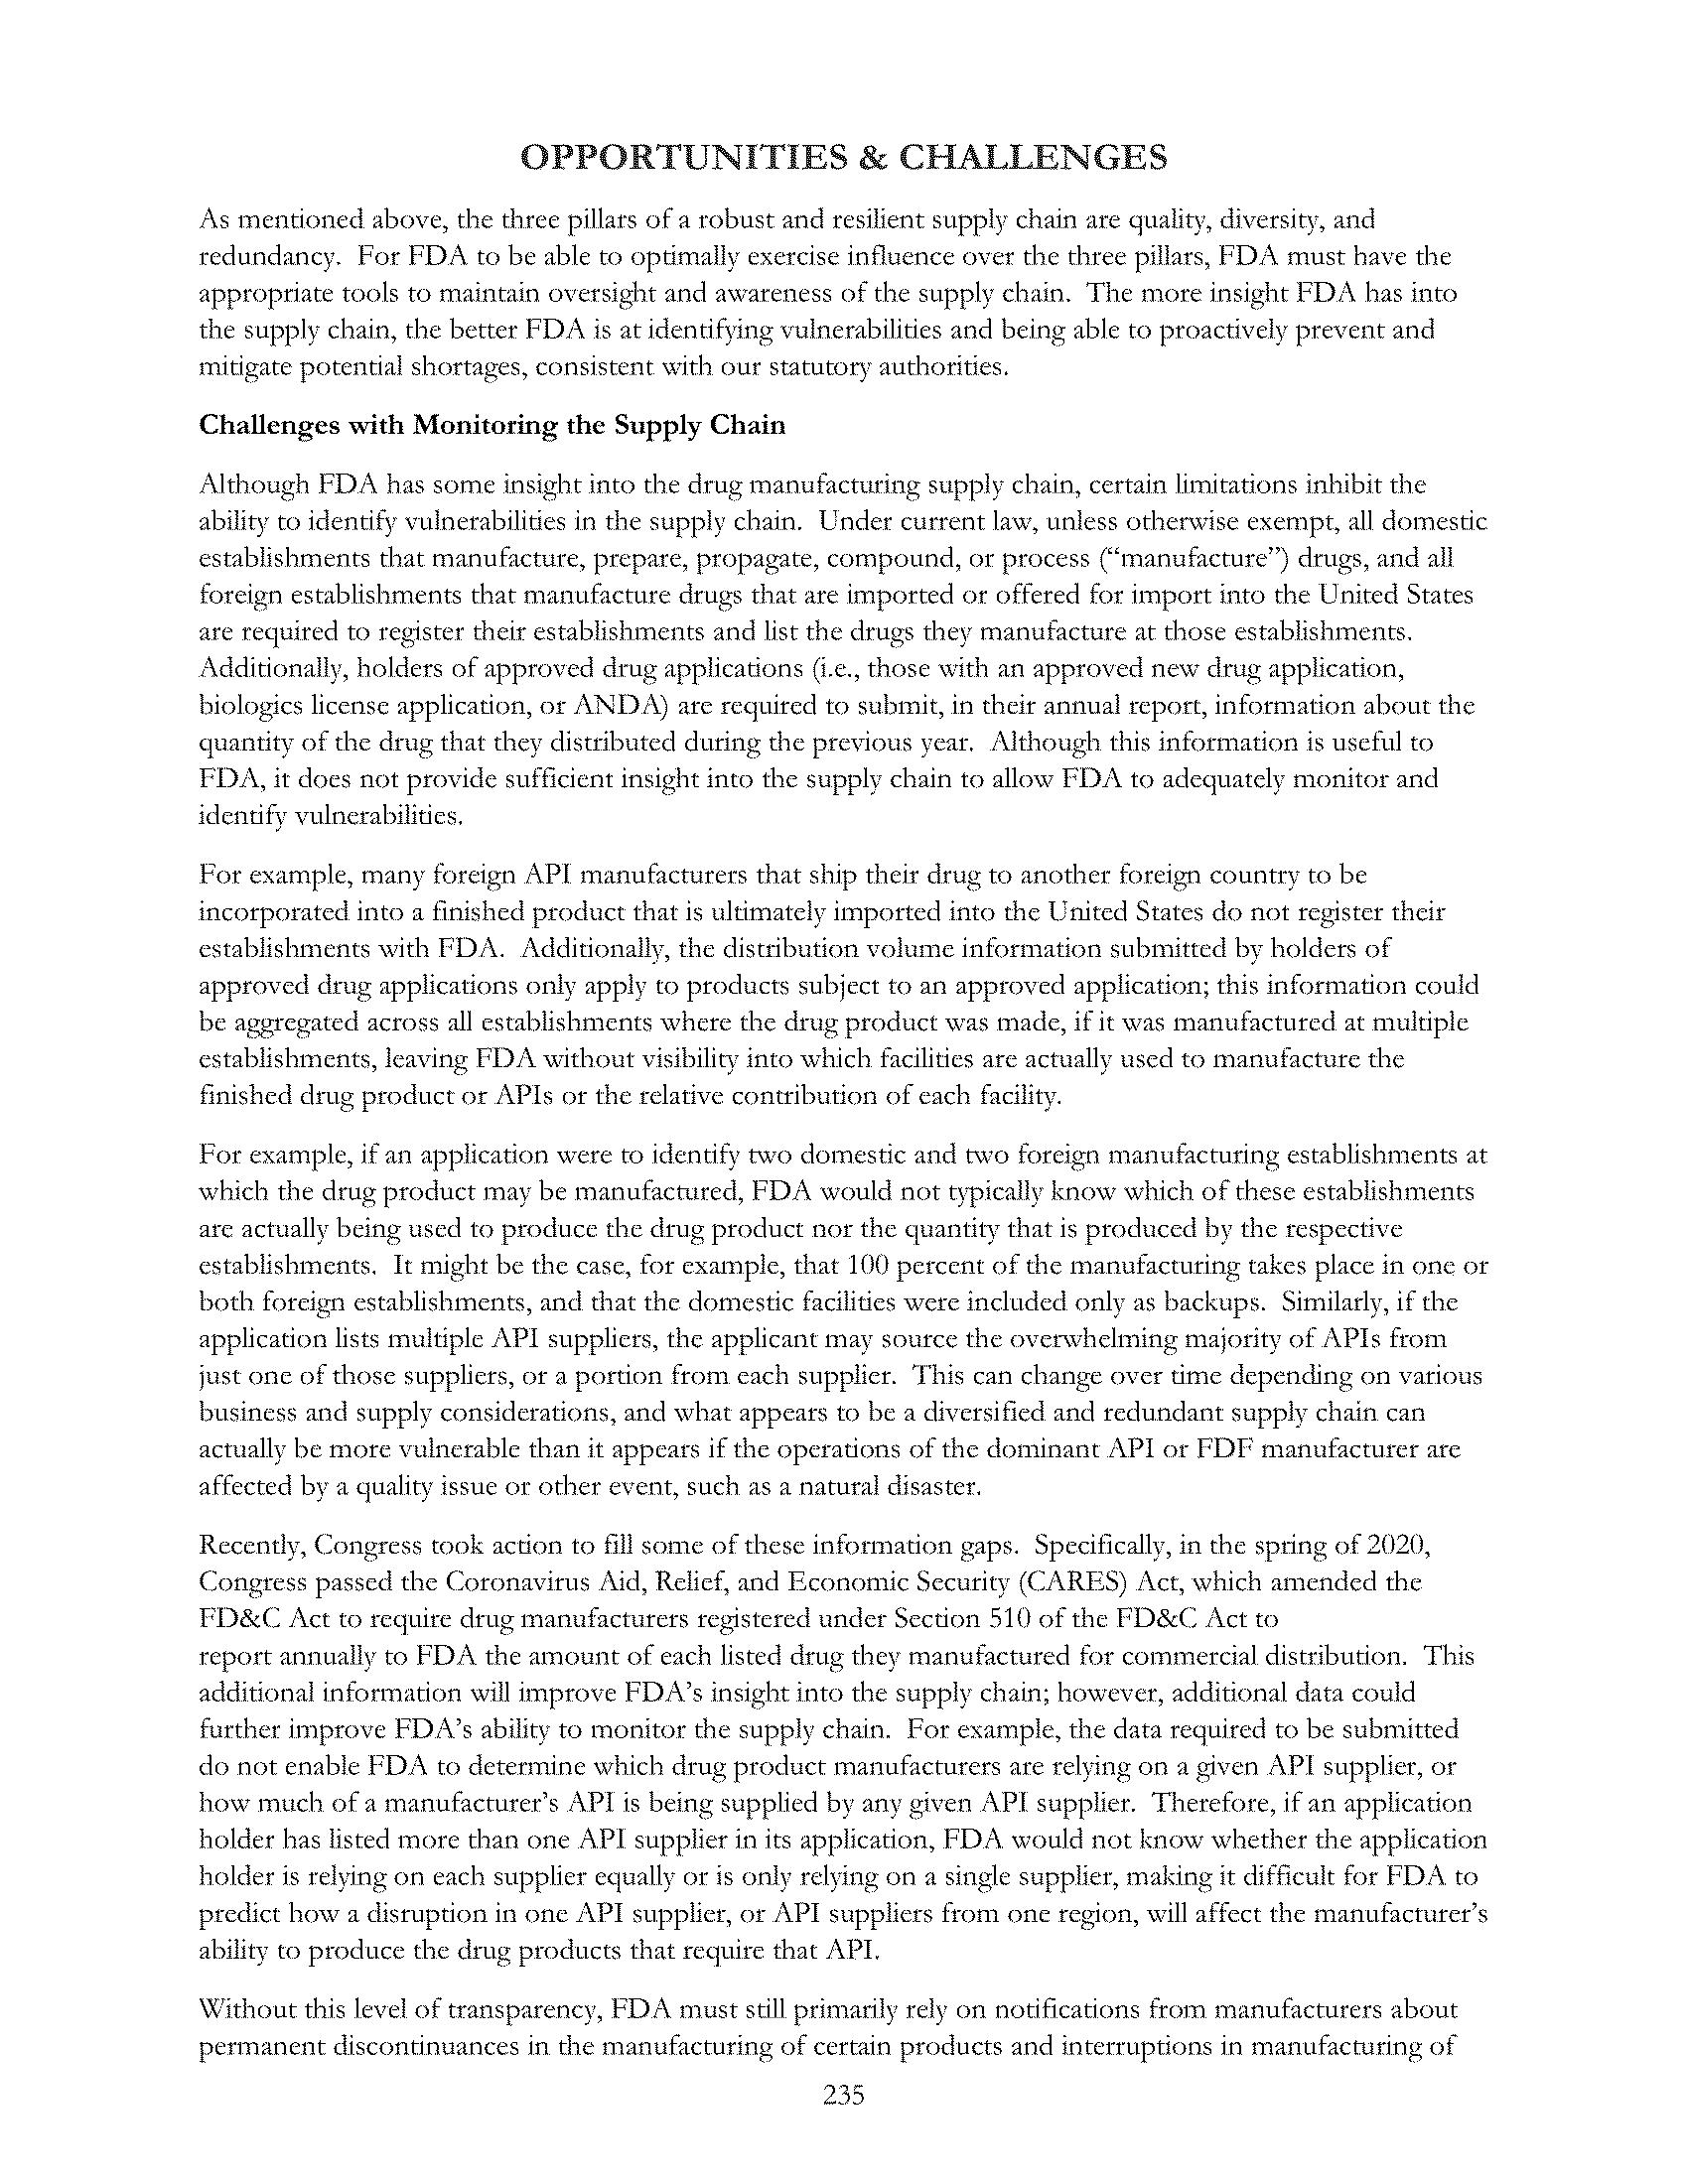 OPPORTUNITIES & CHALLENGES
As mentioned above, the three pillars of a robust and resilient supply chain are quality, diversity, and
redundancy.  For FDA to be able to optimally exercise influence over the three pillars, FDA must have the
appropriate tools to maintain oversight and awareness of the supply chain.  The more insight FDA has into
the supply chain, the better FDA is at identifying vulnerabilities and being able to proactively prevent and
mitigate potential shortages, consistent with our statutory authorities.
Challenges with Monitoring the Supply Chain
Although FDA has some insight into the drug manufacturing supply chain, certain limitations inhibit the
ability to identify vulnerabilities in the supply chain.  Under current law, unless otherwise exempt, all domestic
establishments that manufacture, prepare, propagate, compound, or process (“manufacture”) drugs, and all
foreign establishments that manufacture drugs that are imported or offered for import into the United States
are required to register their establishments and list the drugs they manufacture at those establishments.
Additionally, holders of approved drug applications (i.e., those with an approved new drug application,
biologics license application, or ANDA) are required to submit, in their annual report, information about the
quantity of the drug that they distributed during the previous year.  Although this information is useful to
FDA, it does not provide sufficient insight into the supply chain to allow FDA to adequately monitor and
identify vulnerabilities.
For example, many foreign API manufacturers that ship their drug to another foreign country to be
incorporated into a finished product that is ultimately imported into the United States do not register their
establishments with FDA.  Additionally, the distribution volume information submitted by holders of
approved drug applications only apply to products subject to an approved application; this information could
be aggregated across all establishments where the drug product was made, if it was manufactured at multiple
establishments, leaving FDA without visibility into which facilities are actually used to manufacture the
finished drug product or APIs or the relative contribution of each facility.
For example, if an application were to identify two domestic and two foreign manufacturing establishments at
which the drug product may be manufactured, FDA would not typically know which of these establishments
are actually being used to produce the drug product nor the quantity that is produced by the respective
establishments.  It might be the case, for example, that 100 percent of the manufacturing takes place in one or
both foreign establishments, and that the domestic facilities were included only as backups.  Similarly, if the
application lists multiple API suppliers, the applicant may source the overwhelming majority of APIs from
just one of those suppliers, or a portion from each supplier.  This can change over time depending on various
business and supply considerations, and what appears to be a diversified and redundant supply chain can
actually be more vulnerable than it appears if the operations of the dominant API or FDF manufacturer are
affected by a quality issue or other event, such as a natural disaster.
Recently, Congress took action to fill some of these information gaps.  Specifically, in the spring of 2020,
Congress passed the Coronavirus Aid, Relief, and Economic Security (CARES) Act, which amended the
FD&C Act to require drug manufacturers registered under Section 510 of the FD&C Act to
report annually to FDA the amount of each listed drug they manufactured for commercial distribution.  This
additional information will improve FDA’s insight into the supply chain; however, additional data could
further improve FDA’s ability to monitor the supply chain.  For example, the data required to be submitted
do not enable FDA to determine which drug product manufacturers are relying on a given API supplier, or
how much of a manufacturer’s API is being supplied by any given API supplier.  Therefore, if an application
holder has listed more than one API supplier in its application, FDA would not know whether the application
holder is relying on each supplier equally or is only relying on a single supplier, making it difficult for FDA to
predict how a disruption in one API supplier, or API suppliers from one region, will affect the manufacturer’s
ability to produce the drug products that require that API.
Without this level of transparency, FDA must still primarily rely on notifications from manufacturers about
permanent discontinuances in the manufacturing of certain products and interruptions in manufacturing of
235